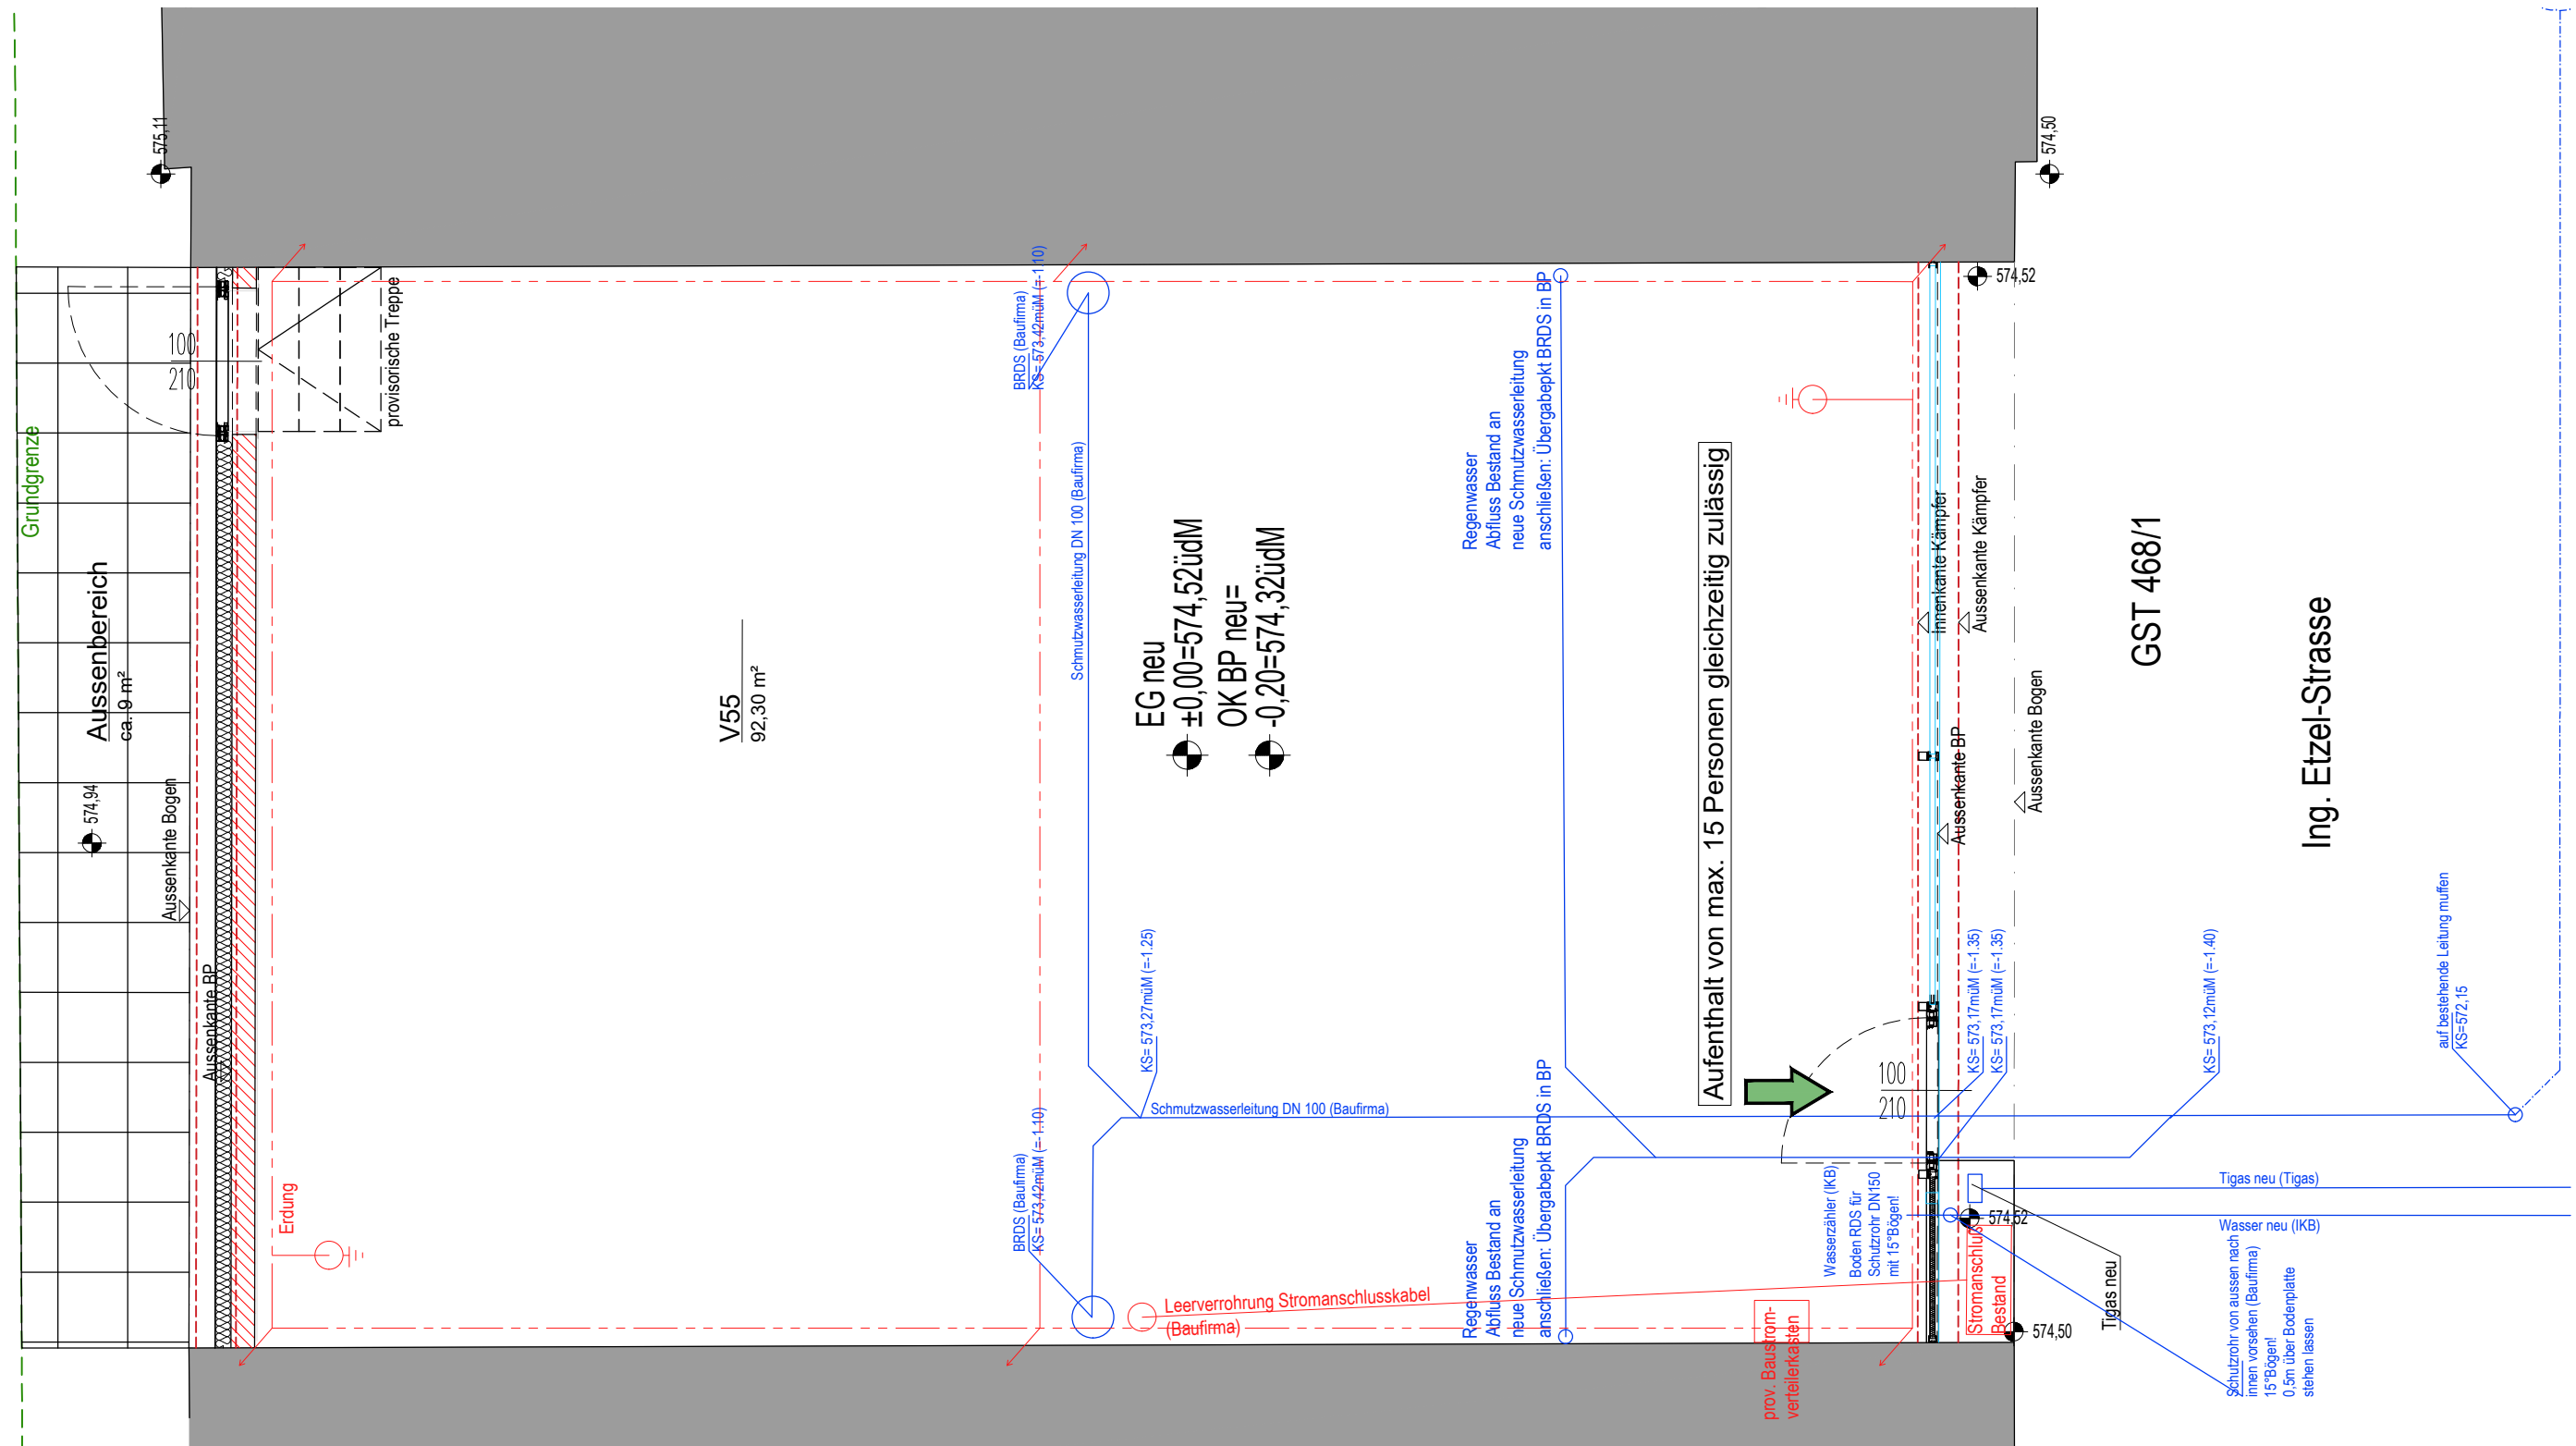 Grundgrenze
Aussenbereich
ca. 9 m²
574,94
575,11
Aussenkante Bogen
Aussenkante BP
100
210
provisorische Treppe
Erdung
V55
92,30 m²
BRDS (Baufirma)
KS= 573,42müM (=-1.10)
Schmutzwasserleitung DN 100 (Baufirma)
BRDS (Baufirma)
KS= 573,42müM (=-1.10)
EG neu
±0,00=574,52üdM
OK BP neu=
-0,20=574,32üdM
KS= 573,27müM (=-1.25)
Schmutzwasserleitung DN 100 (Baufirma)
Leerverrohrung Stromanschlusskabel
(Baufirma)
Regenwasser
Abfluss Bestand an
neue Schmutzwasserleitung
anschließen: Übergabepkt BRDS in BP
Regenwasser
Abfluss Bestand an
neue Schmutzwasserleitung
anschließen: Übergabepkt BRDS in BP
Aufenthalt von max. 15 Personen gleichzeitig zulässig
prov. Baustrom-
verteilerkasten
Wasserzähler (IKB)
Boden RDS für
Schutzrohr DN150
mit 15°Bögen!
100
210
Innenkante Kämpfer
Aussenkante Kämpfer
Aussenkante BP
Aussenkante Bogen
574,52
574,50
KS= 573,17müM (=-1.35)
KS= 573,17müM (=-1.35)
574,52
Stromanschluß
Bestand
574,50
Tigas neu
GST 468/1
KS= 573,12müM (=-1.40)
Ing. Etzel-Strasse
Tigas neu (Tigas)
Wasser neu (IKB)
Schutzrohr von aussen nach
innen vorsehen (Baufirma)
15°Bögen!
0,5m über Bodenplatte
stehen lassen
auf bestehende Leitung muffen
KS=572,15